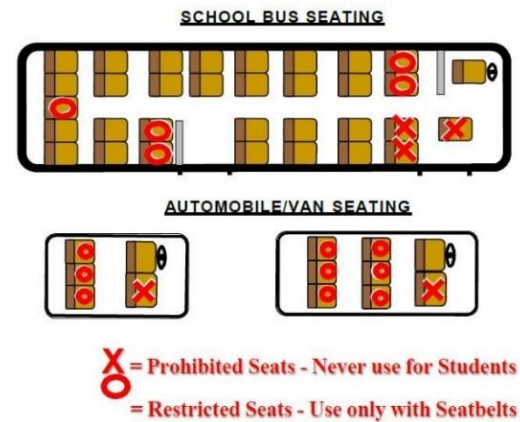 SCHOOL BUS SEATING
AUTOMOBILE/VAN SEATING
X = Prohibited Seats - Never use for Students
O = Restricted Seats - Use only with Seatbelts